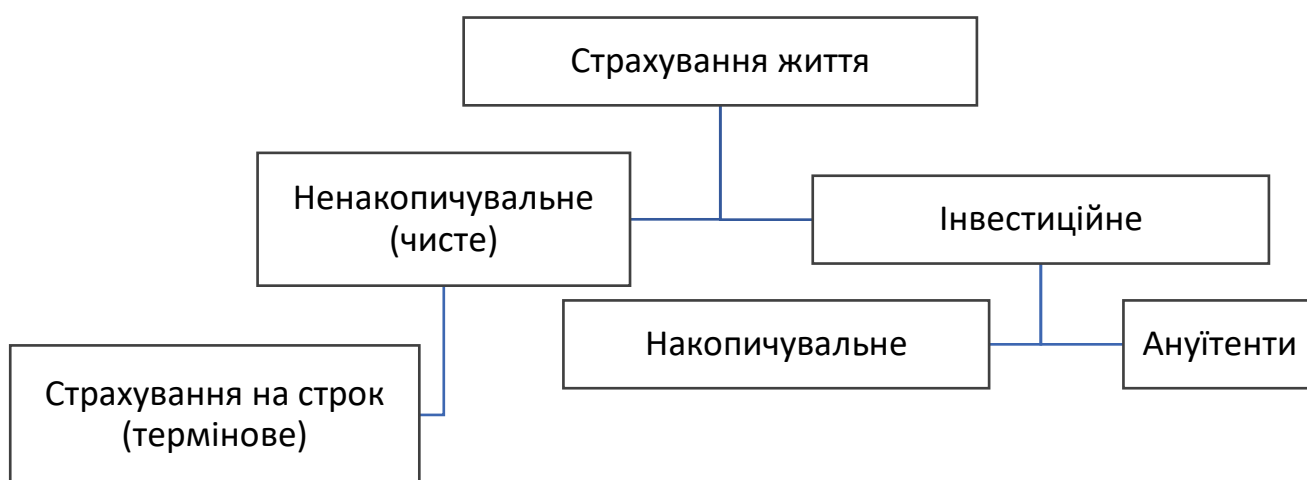 Страхування життя
Ненакопичувальне
(чисте)
Інвестиційне
Накопичувальне
Ануїтенти
Страхування на строк
(термінове)